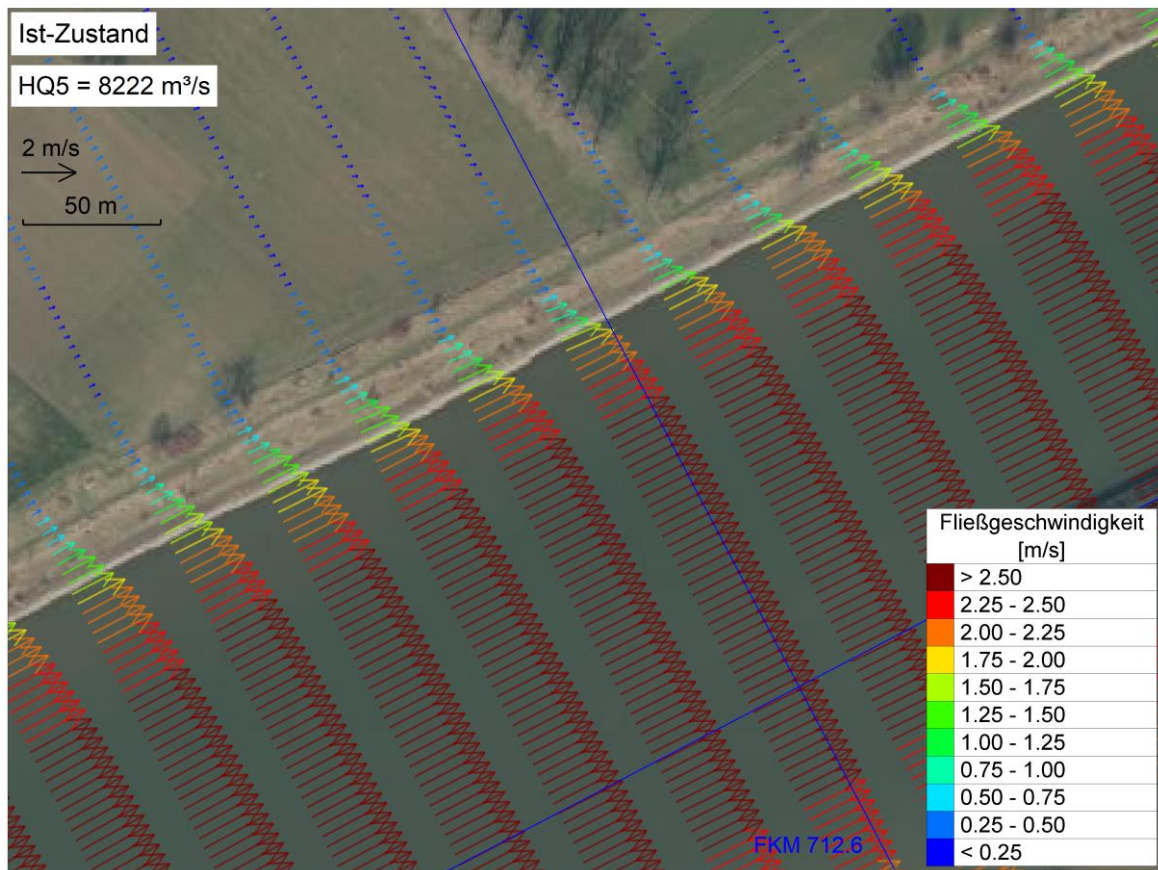 Ist-Zustand
HQ5 = 8222 m³/s
2 m/s
50 m
Fließgeschwindigkeit
[m/s]
> 2.50
2.25 - 2.50
2.00 - 2.25
1.75 - 2.00
1.50 - 1.75
1.25 - 1.50
1.00 - 1.25
0.75 - 1.00
0.50 - 0.75
0.25 - 0.50
< 0.25
FKM 712.6